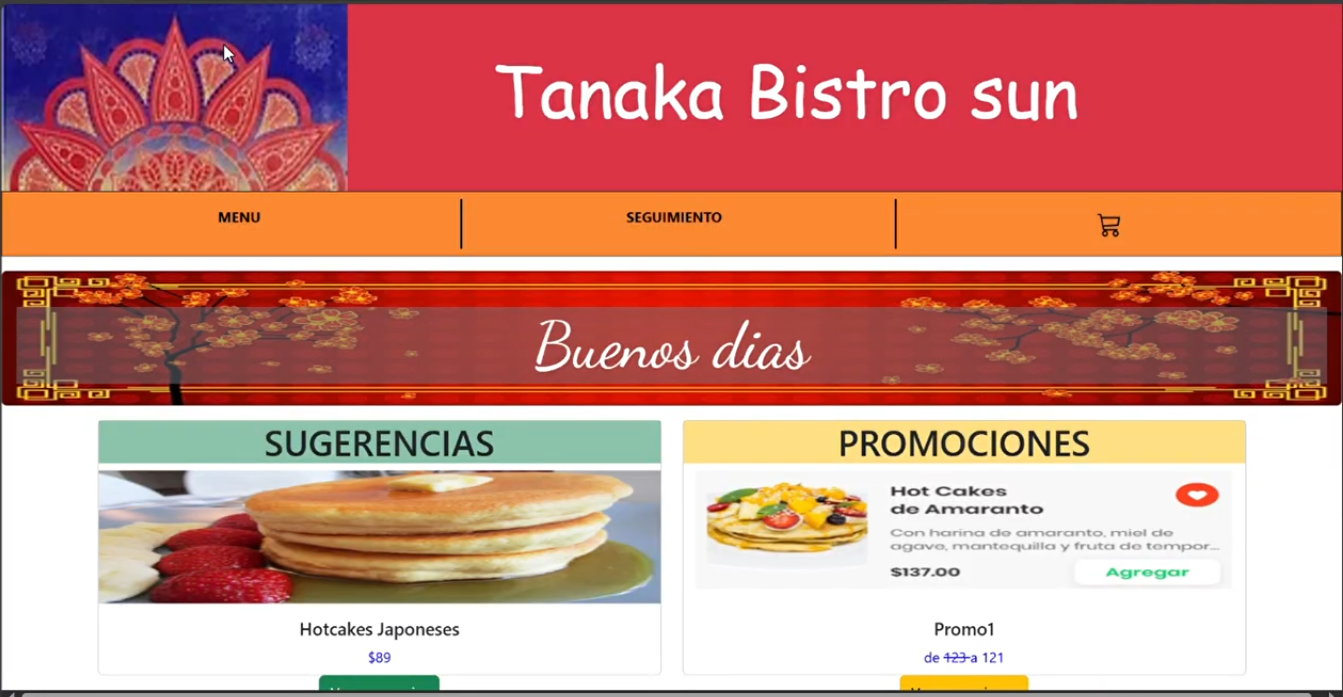 Tanaka Bistro sun
MENU
SEGUIMIENTO
Buenos dias
SUGERENCIAS
Hotcakes Japoneses
$89
PROMOCIONES
Hot Cakes
de Amaranto
Con harina de amaranto, miel de
agave, mantequilla y fruta de tempor...
$137.00
Agregar
Promo1
de 123 a 121